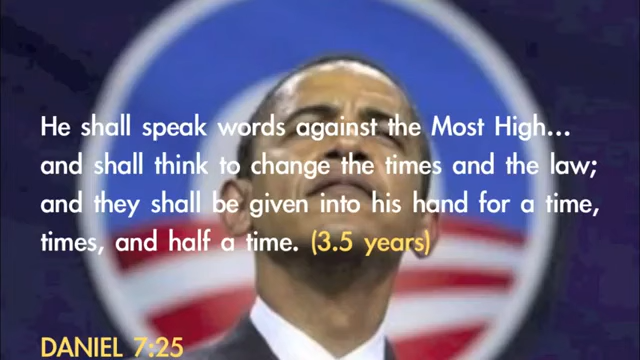 He shall speak words against the Most High...
and shall think to change the times and the law;
and they shall be given into his hand for a time,
times, and half a time. (3.5 years)
DANIEL 7:25